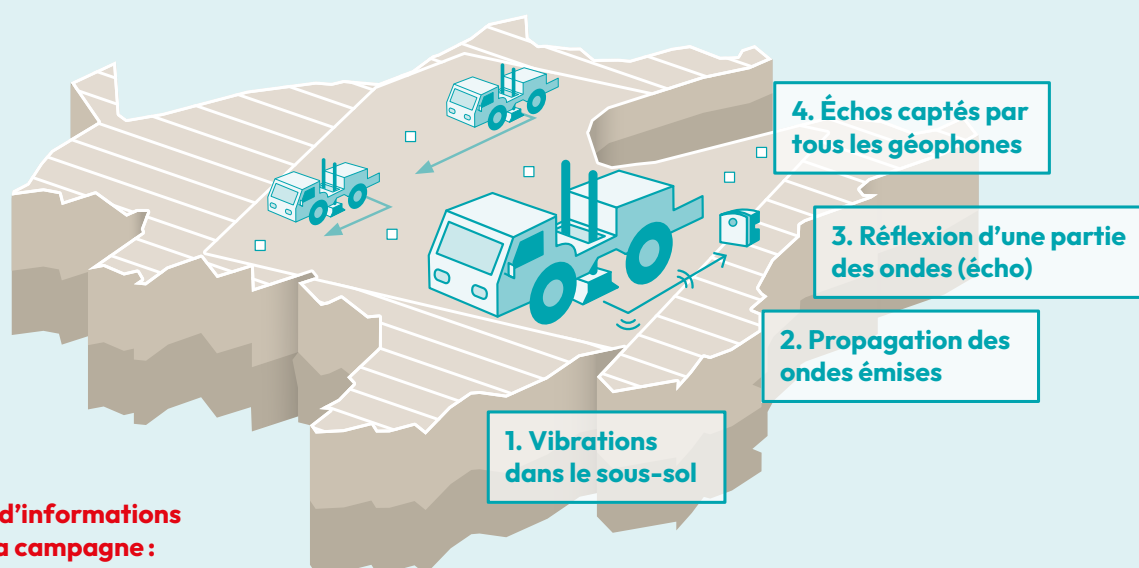 4. Échos captés par
tous les géophones
3. Réflexion d’une partie
des ondes (écho)
2. Propagation des
ondes émises
1. Vibrations
dans le sous-sol
d’informations
a campagne :